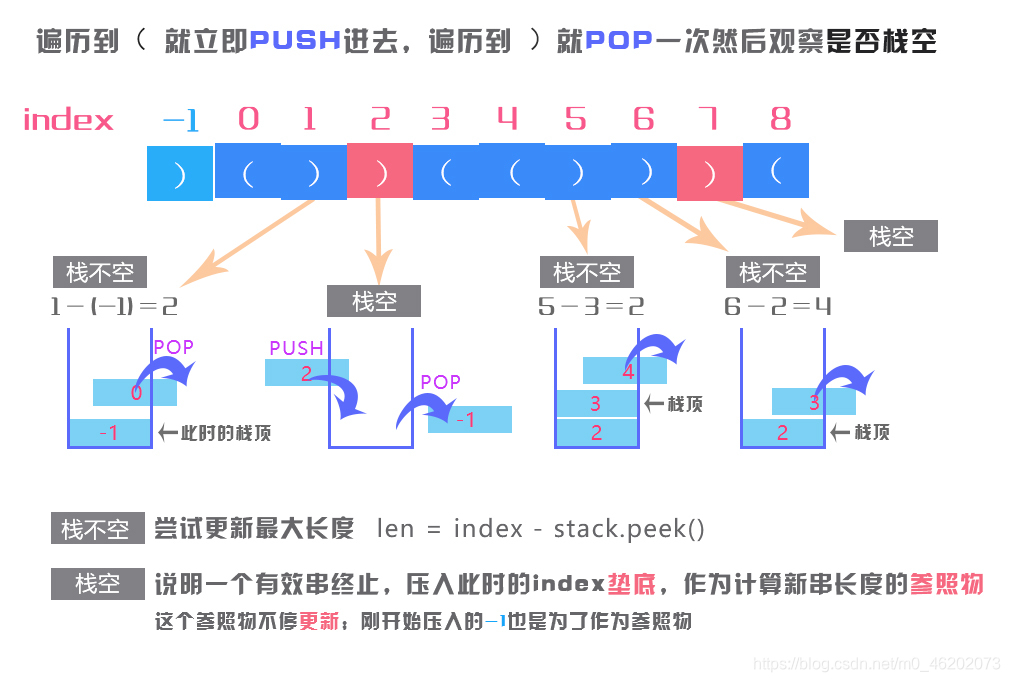 遍历到（ 就立即PUSH进去，遍历到 ）就POP一次然后观察是否栈空
index -1 0 1 2 3 4 5 6 7 8
) ( ) ) ( ( ) ) ) (
栈空
栈不空 栈空 栈不空 栈不空
1-(-1)=2 5-3=2 6-2=4
POP PUSH POP
0 2 -1 4 3
-1 ←此时的栈顶
3 ←栈顶
2
2 ←栈顶
栈不空 尝试更新最大长度 len = index - stack.peek()
栈空 说明一个有效串终止，压入此时的index垫底，作为计算新串长度的参照物
这个参照物不停更新；刚开始压入的-1也是为了作为参照物
https://blog.csdn.net/m0_46202073